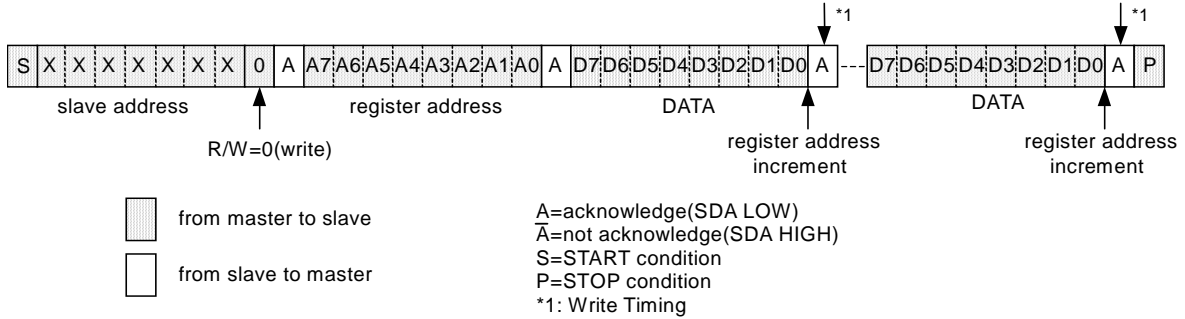 *1 *1
S X X X X X X X 0 A A7 A6 A5 A4 A3 A2 A1 A0 A D7 D6 D5 D4 D3 D2 D1 D0 A D7 D6 D5 D4 D3 D2 D1 D0 A P
slave address register address DATA DATA
R/W=0(write)
register address
increment
register address
increment
from master to slave
from slave to master
A=acknowledge(SDA LOW)
A̅=not acknowledge(SDA HIGH)
S=START condition
P=STOP condition
*1: Write Timing